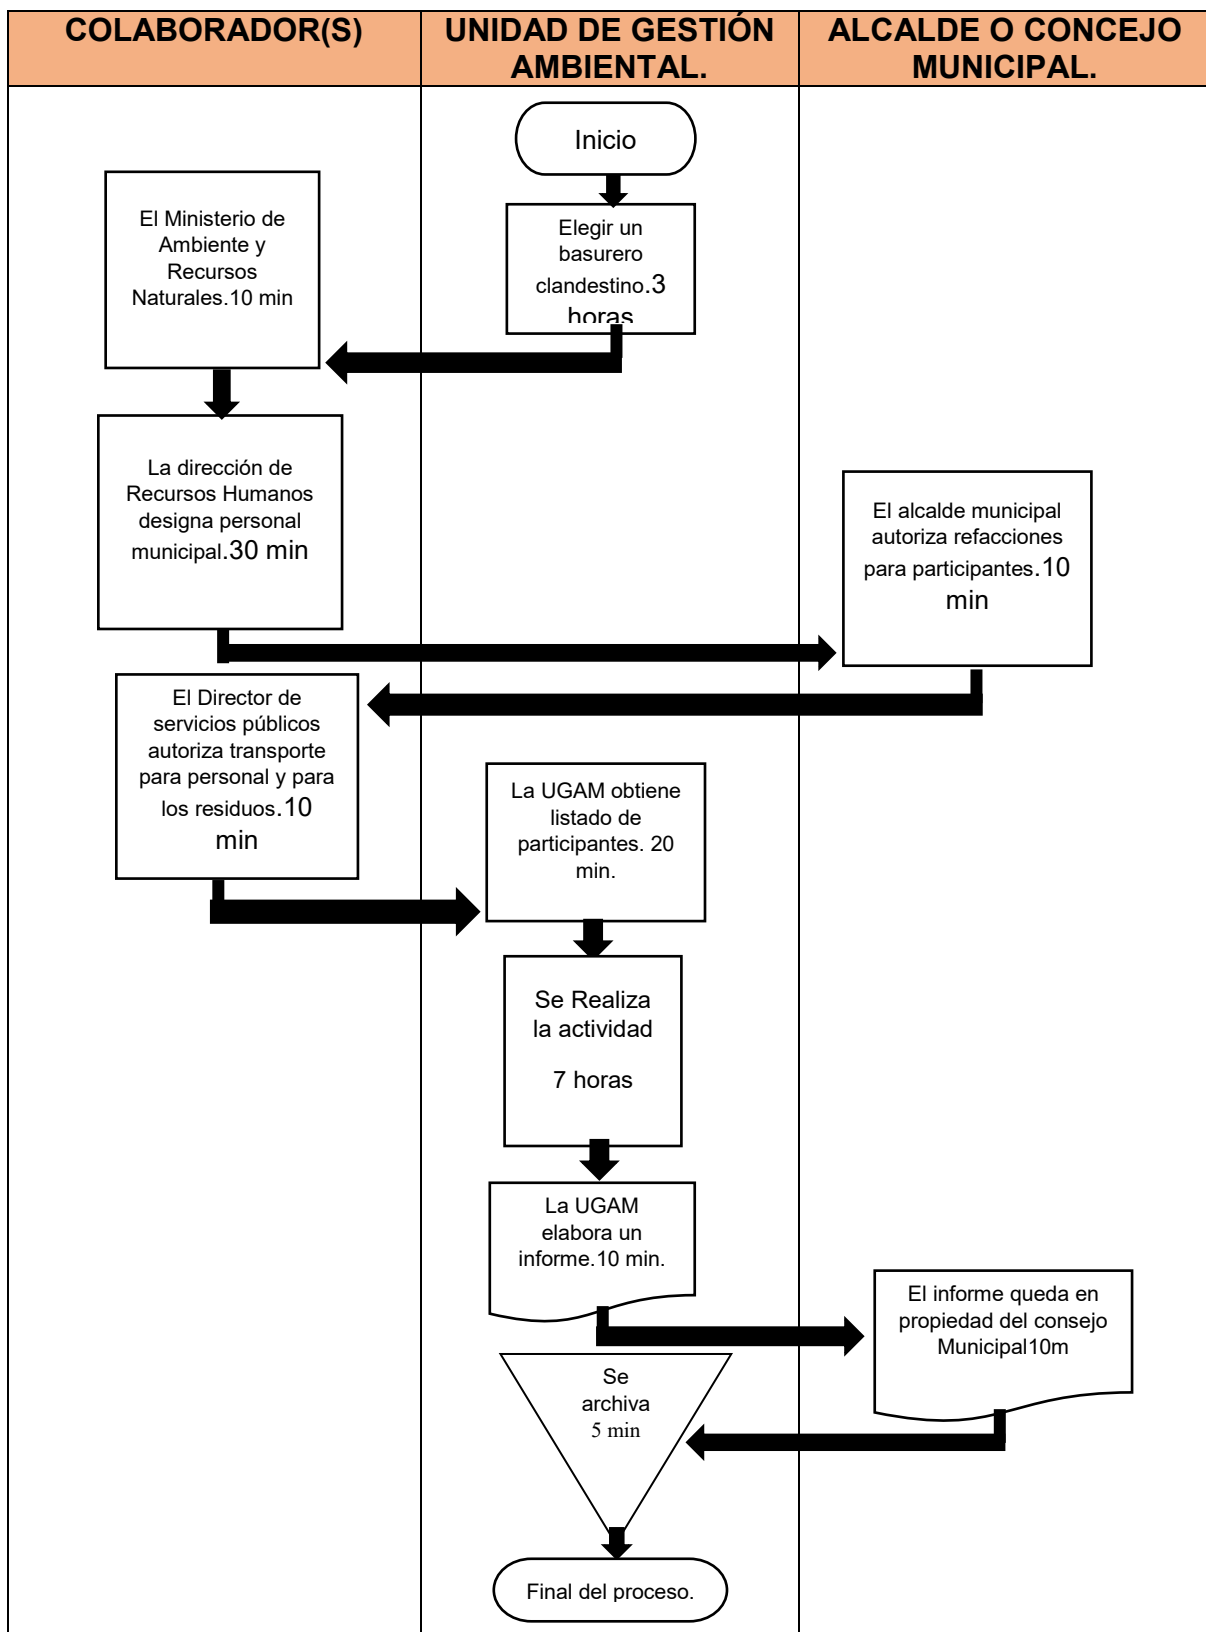 COLABORADOR(S)
UNIDAD DE GESTIÓN
AMBIENTAL.
ALCALDE O CONCEJO
MUNICIPAL.
Inicio
Elegir un
basurero
clandestino.3
horas
El Ministerio de
Ambiente y
Recursos
Naturales.10 min
La dirección de
Recursos Humanos
designa personal
municipal.30 min
El alcalde municipal
autoriza refacciones
para participantes.10
min
El Director de
servicios públicos
autoriza transporte
para personal y para
los residuos.10
min
La UGAM obtiene
listado de
participantes. 20
min.
Se Realiza
la actividad
7 horas
La UGAM
elabora un
informe.10 min.
El informe queda en
propiedad del consejo
Municipal10m
Se
archiva
5 min
Final del proceso.